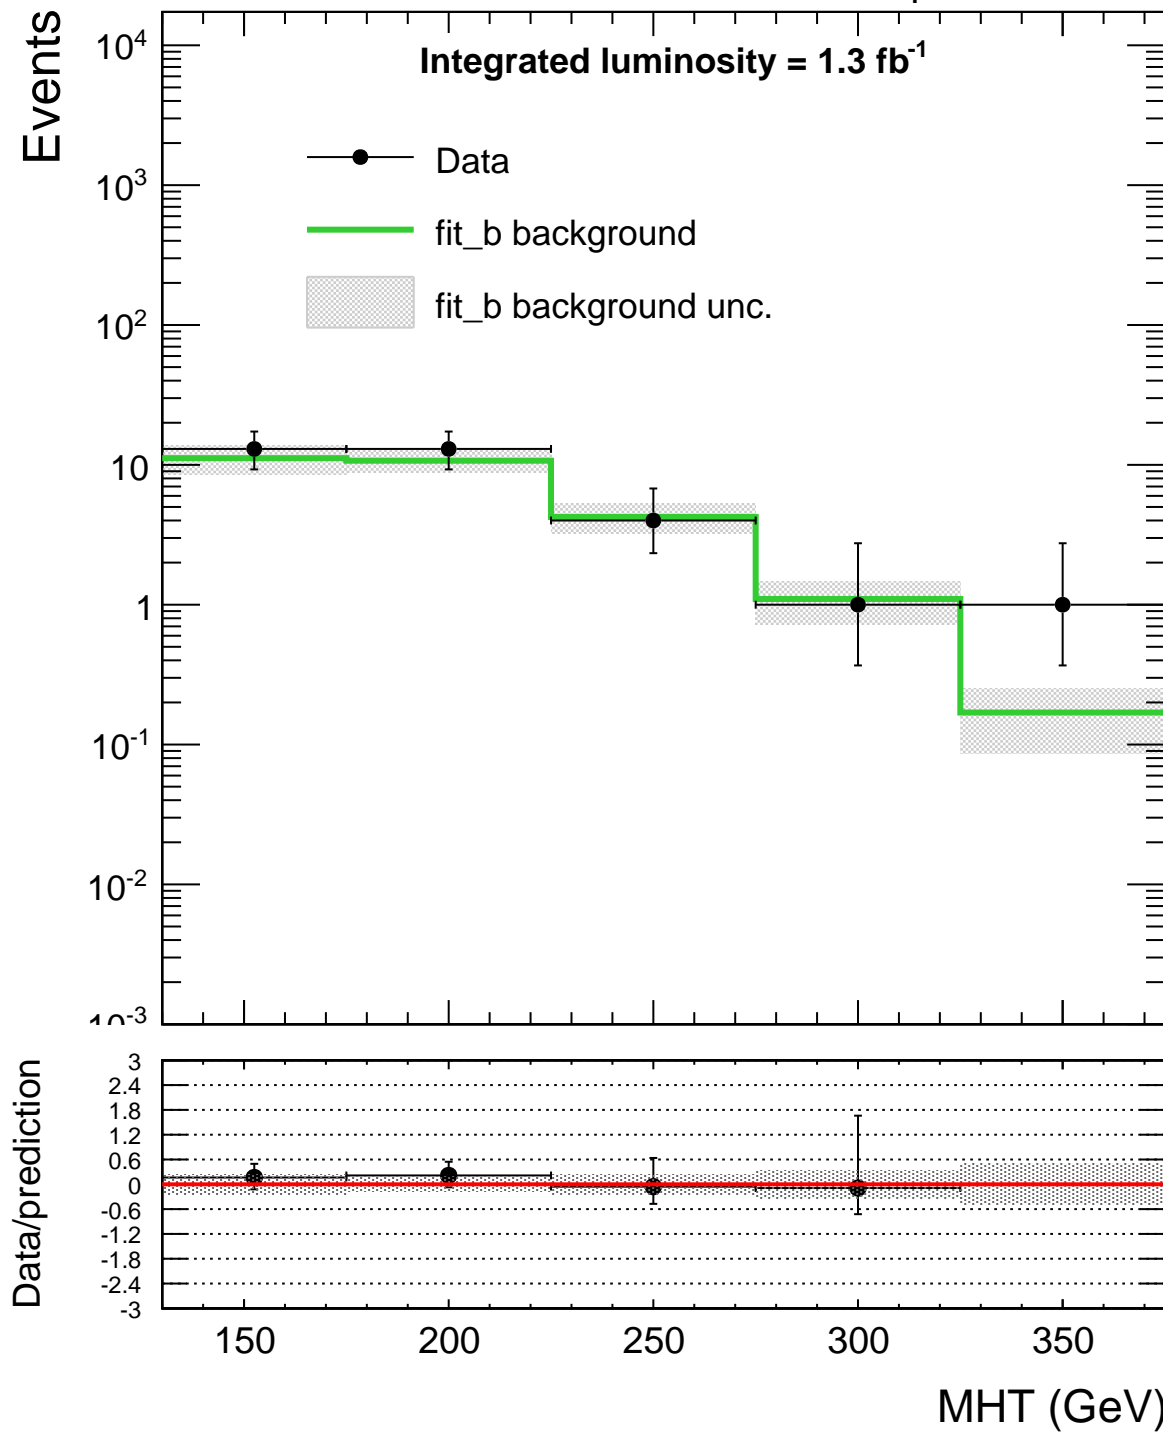 Integrated luminosity = 1.3 fb-1
Events
Data
fit_b background
fit_b background unc.
10^4
10^3
10^2
10
1
10^-1
10^-2
10^-3
Data/prediction
3
2.4
1.8
1.2
0.6
0
-0.6
-1.2
-1.8
-2.4
-3
150 200 250 300 350
MHT (GeV)